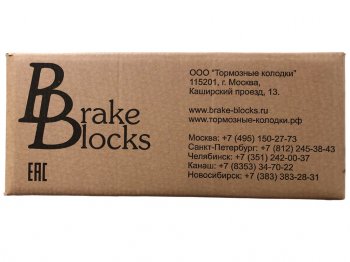 Brake
Blocks
EAC
ООО "Тормозные колодки"
115201, г. Москва,
Каширский проезд, 13.
www.brake-blocks.ru
www.тормозные-колодки.рф
Москва: +7 (495) 150-27-73
Санкт-Петербург: +7 (812) 245-38-43
Челябинск: +7 (351) 242-00-37
Канаш: +7 (8353) 34-70-22
Новосибирск: +7 (383) 383-28-31